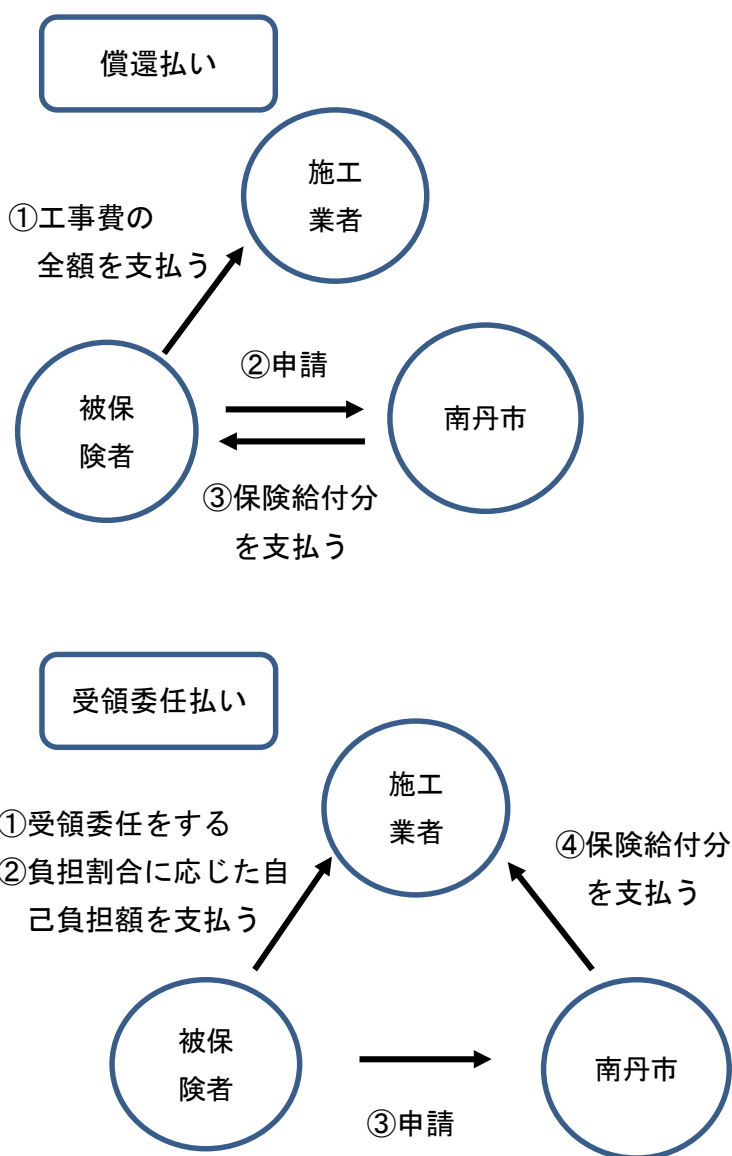 償還払い
施工
業者
①工事費の
全額を支払う
②申請
被保
険者
南丹市
③保険給付分
を支払う
受領委任払い
施工
業者
①受領委任をする
②負担割合に応じた自
己負担額を支払う
④保険給付分
を支払う
被保
険者
南丹市
③申請